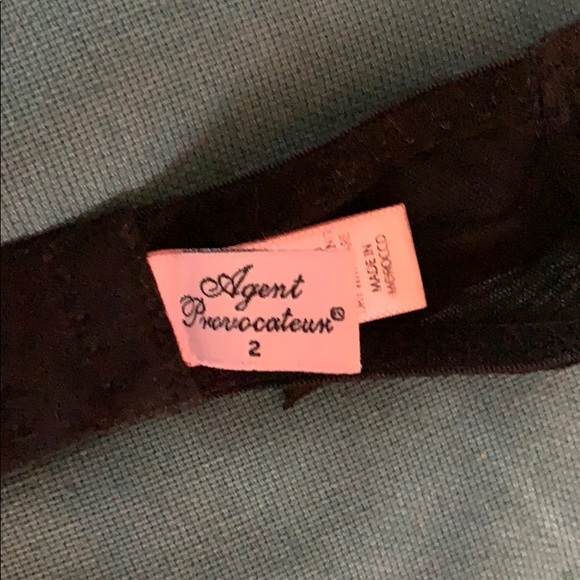 Agent
Provocateur®
2
MADE IN
MOROCCO